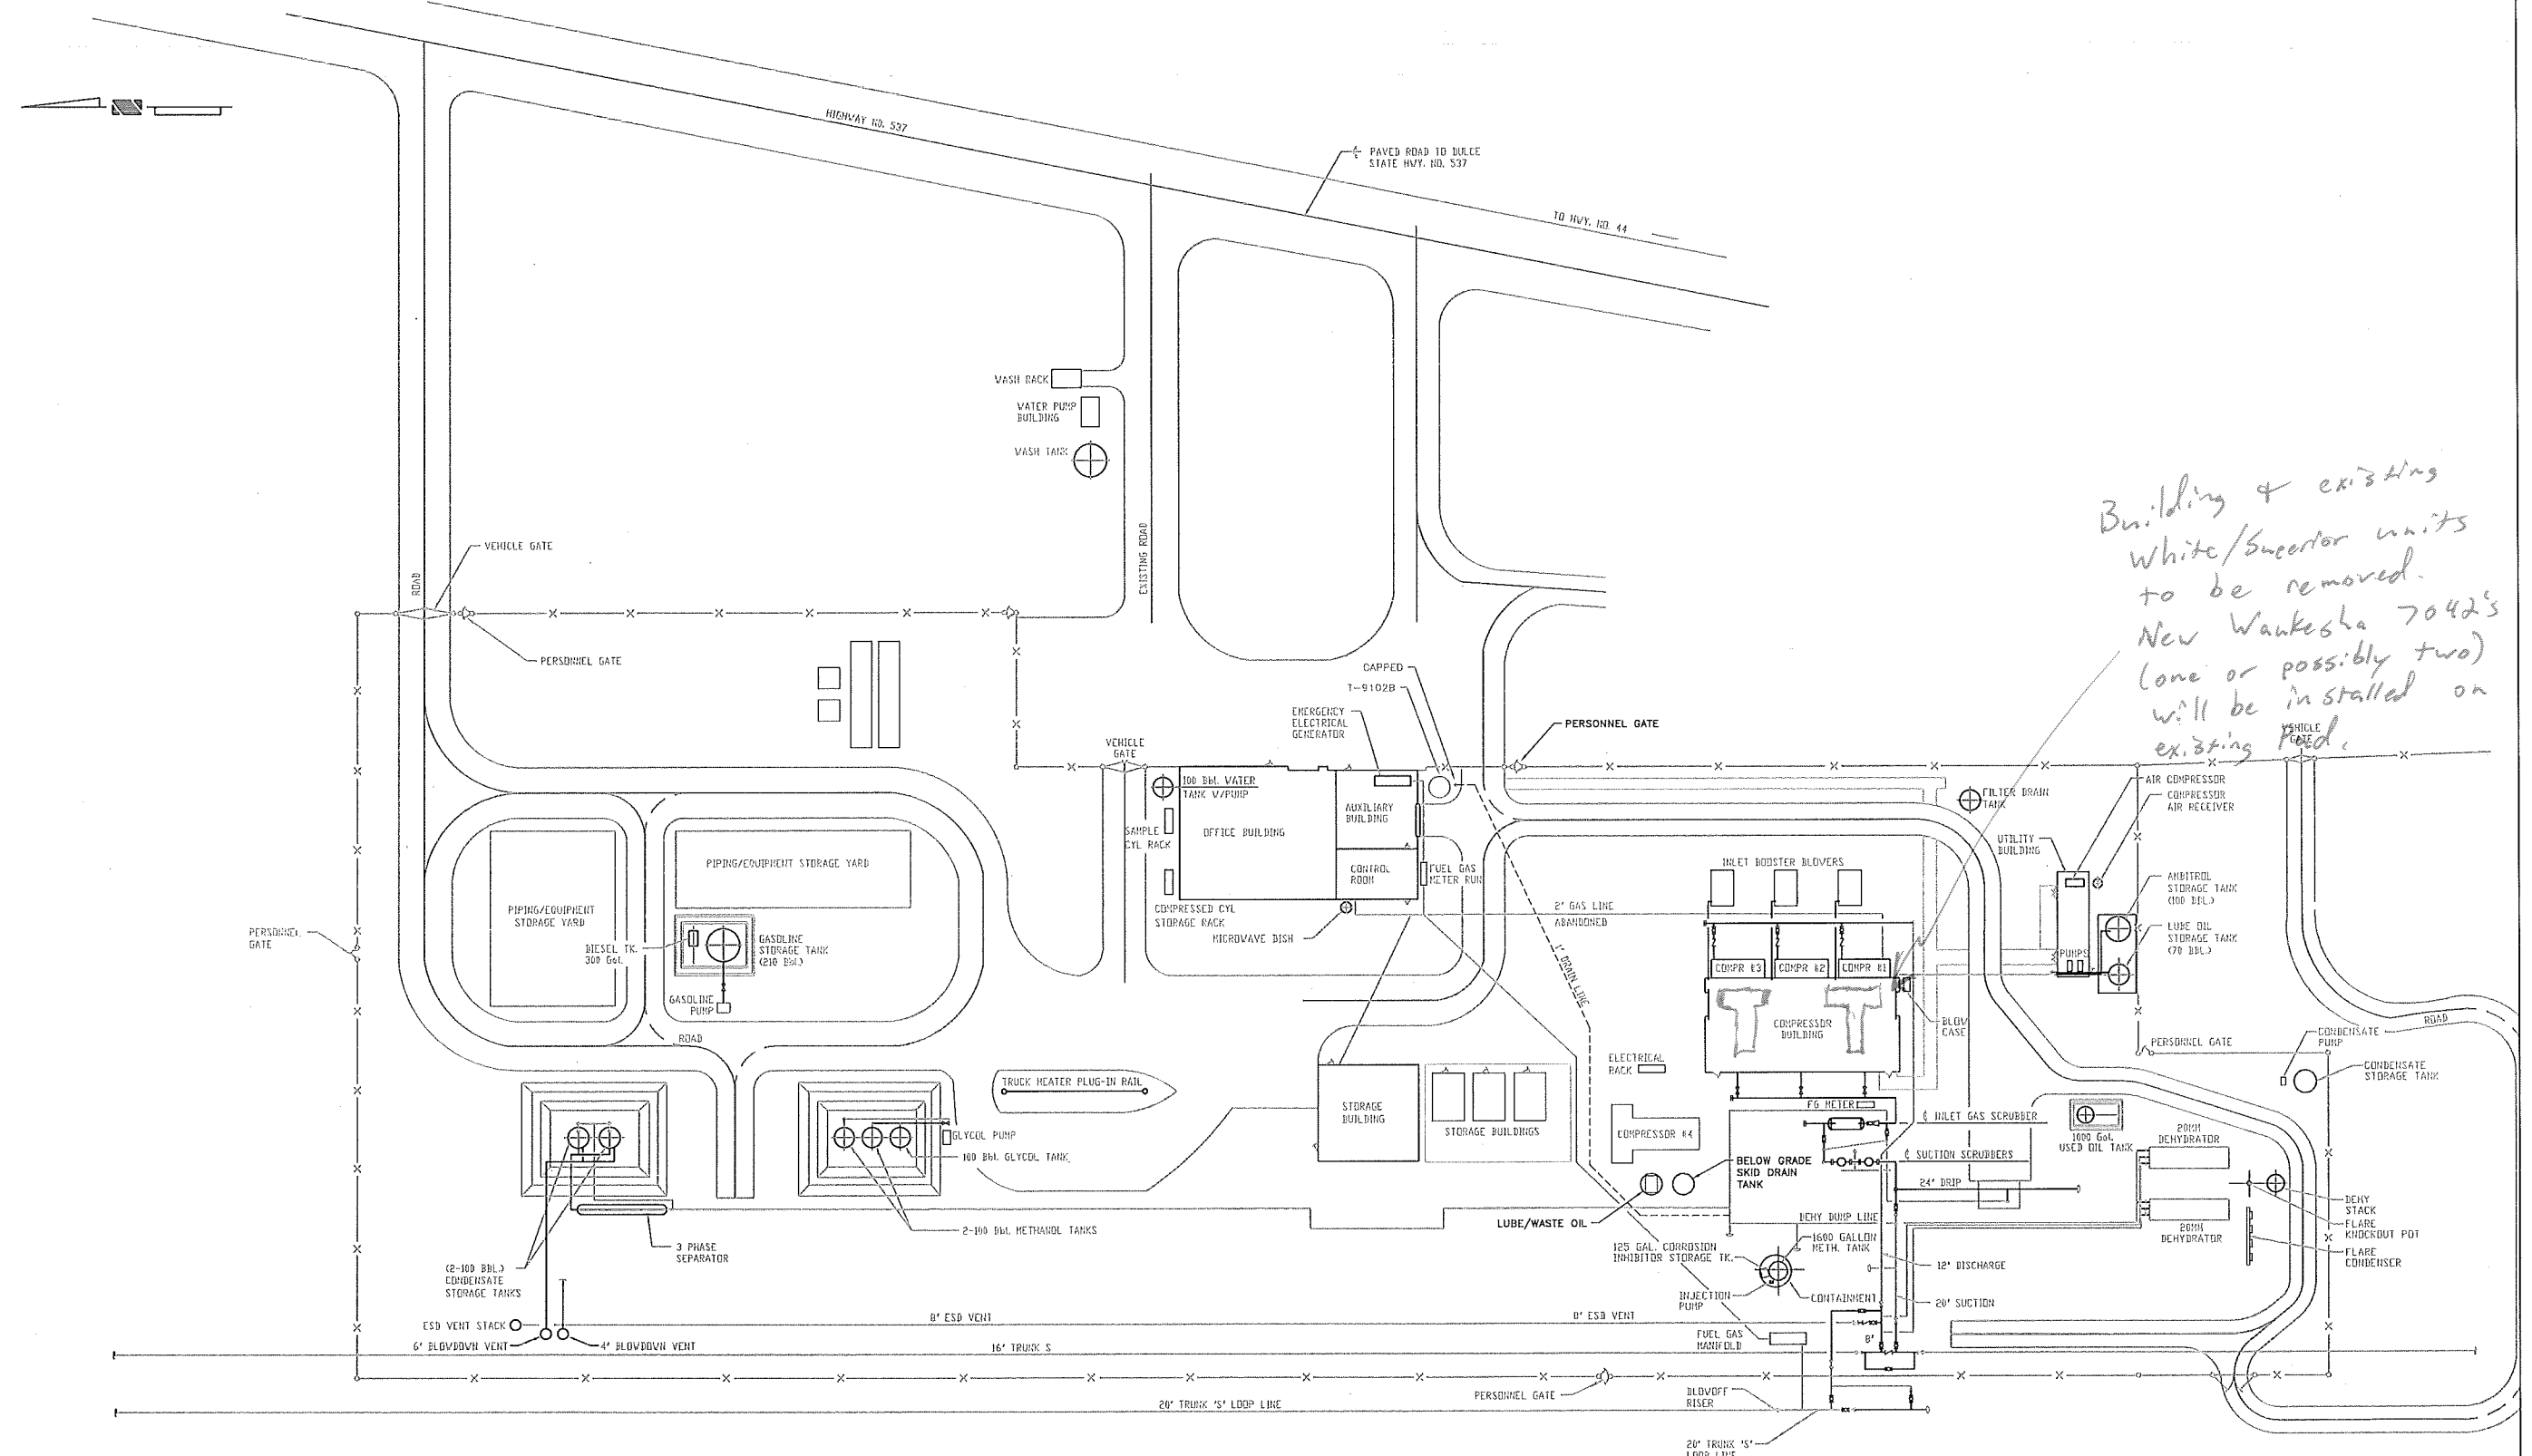 HIGHWAY NO. 537
PAVED ROAD TO DULCE
STATE HWY. NO. 537
TO HWY. NO. 44
WASH RACK
WATER PUMP
BUILDING
WASH TANK
EXISTING ROAD
ROAD
VEHICLE GATE
PERSONNEL GATE
Building & existing
White/Superior units
to be removed.
New Waukesha 7042's
(one or possibly two)
will be installed on
existing Pad.
CAPPED
T-9102B
EMERGENCY
ELECTRICAL
GENERATOR
PERSONNEL GATE
VEHICLE
GATE
VEHICLE
GATE
100 Bbl. WATER
TANK W/PUMP
SAMPLE
CYL RACK
OFFICE BUILDING
AUXILIARY
BUILDING
CONTROL
ROOM
FUEL GAS
METER RUN
COMPRESSED CYL
STORAGE RACK
MICROWAVE DISH
2" GAS LINE
ABANDONED
1" DRAIN LINE
INLET BOOSTER BLOWERS
FILTER DRAIN
TANK
AIR COMPRESSOR
COMPRESSOR
AIR RECEIVER
UTILITY
BUILDING
AMBITROL
STORAGE TANK
(100 BBL.)
LUBE OIL
STORAGE TANK
(70 BBL.)
PUMPS
PIPING/EQUIPMENT STORAGE YARD
PIPING/EQUIPMENT
STORAGE YARD
PERSONNEL
GATE
DIESEL TK.
300 Gal.
GASOLINE
STORAGE TANK
(210 Bbl.)
GASOLINE
PUMP
ROAD
COMPR #3
COMPR #2
COMPR #1
COMPRESSOR
BUILDING
BLOW
CASE
ROAD
PERSONNEL GATE
CONDENSATE
PUMP
CONDENSATE
STORAGE TANK
ELECTRICAL
RACK
TRUCK HEATER PLUG-IN RAIL
GLYCOL PUMP
100 Bbl. GLYCOL TANK
STORAGE
BUILDING
STORAGE BUILDINGS
COMPRESSOR #4
FG METER
℄ INLET GAS SCRUBBER
℄ SUCTION SCRUBBERS
BELOW GRADE
SKID DRAIN
TANK
1000 Gal.
USED OIL TANK
20MM
DEHYDRATOR
24" DRIP
20MM
DEHYDRATOR
DEHY
STACK
FLARE
KNOCKOUT POT
FLARE
CONDENSER
2-100 Bbl. METHANOL TANKS
3 PHASE
SEPARATOR
(2-100 BBL.)
CONDENSATE
STORAGE TANKS
LUBE/WASTE OIL
DEHY DUMP LINE
125 GAL. CORROSION
INHIBITOR STORAGE TK.
1600 GALLON
METH. TANK
12" DISCHARGE
INJECTION
PUMP
CONTAINMENT
20" SUCTION
ESD VENT STACK
8" ESD VENT
8" ESD VENT
6" BLOWDOWN VENT
4" BLOWDOWN VENT
FUEL GAS
MANIFOLD
8"
16" TRUNK S
PERSONNEL GATE
BLOWOFF
RISER
20" TRUNK 'S' LOOP LINE
20" TRUNK 'S'
LOOP LINE